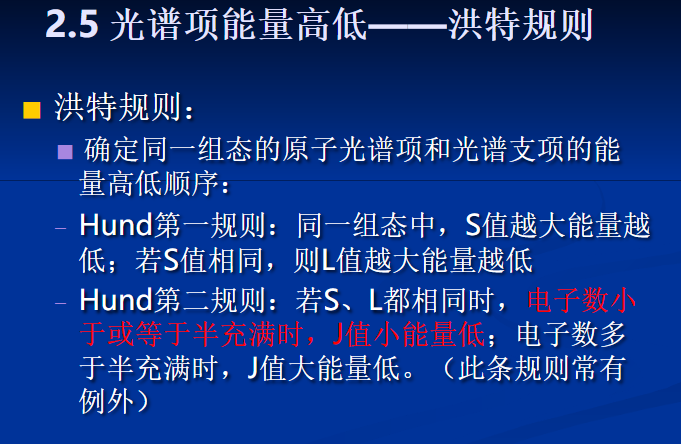 2.5 光谱项能量高低——洪特规则
洪特规则：
确定同一组态的原子光谱项和光谱支项的能
量高低顺序：
– Hund第一规则：同一组态中，S值越大能量越
低；若S值相同，则L值越大能量越低
– Hund第二规则：若S、L都相同时，电子数小
于或等于半充满时，J值小能量低；电子数多
于半充满时，J值大能量低。（此条规则常有
例外）